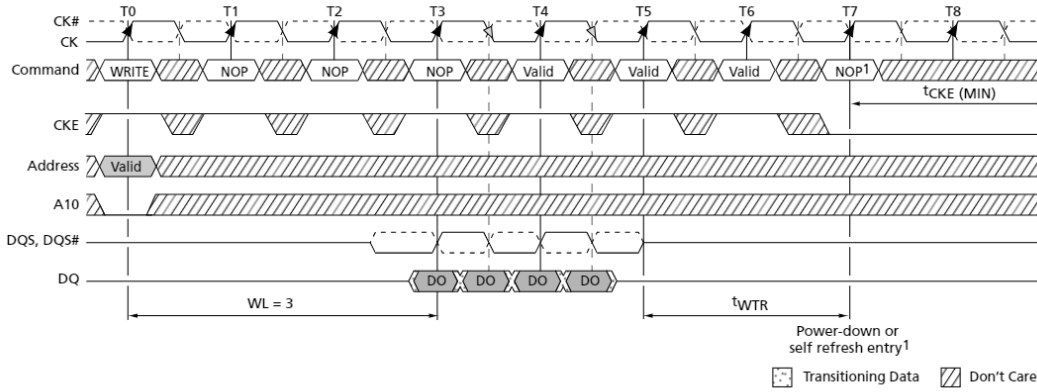 T0 T1 T2 T3 T4 T5 T6 T7 T8
CK#
CK
Command WRITE NOP NOP NOP Valid Valid Valid NOP1
tCKE (MIN)
CKE
Address Valid
A10
DQS, DQS#
DQ DO DO DO DO
WL = 3 tWTR
Power-down or
self refresh entry1
Transitioning Data Don't Care